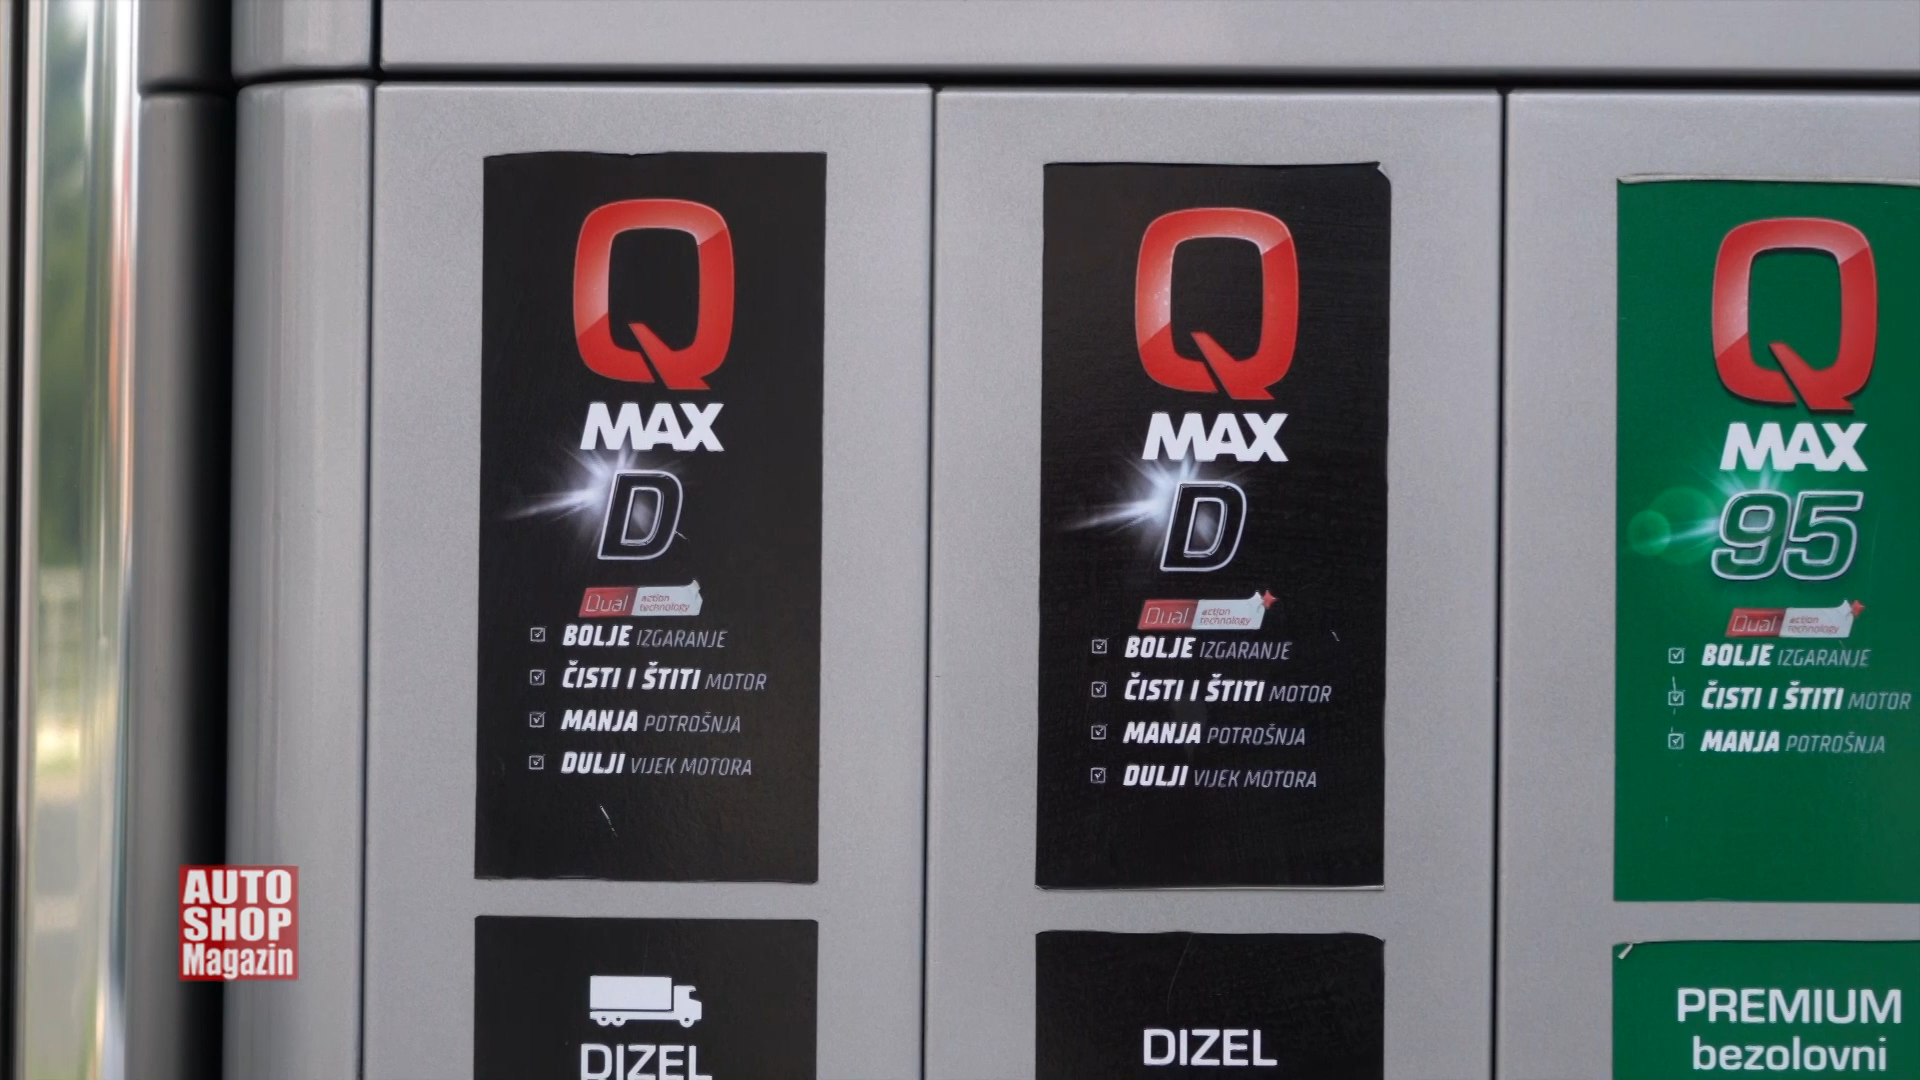 Q
MAX
D
Dual action technology
BOLJE IZGARANJE
ČISTI I ŠTITI MOTOR
MANJA POTROŠNJA
DULJI VIJEK MOTORA
DIZEL
Q
MAX
D
Dual action technology
BOLJE IZGARANJE
ČISTI I ŠTITI MOTOR
MANJA POTROŠNJA
DULJI VIJEK MOTORA
DIZEL
Q
MAX
95
Dual action technology
BOLJE IZGARANJE
ČISTI I ŠTITI MOTOR
MANJA POTROŠNJA
PREMIUM
bezolovni
AUTO
SHOP
Magazin